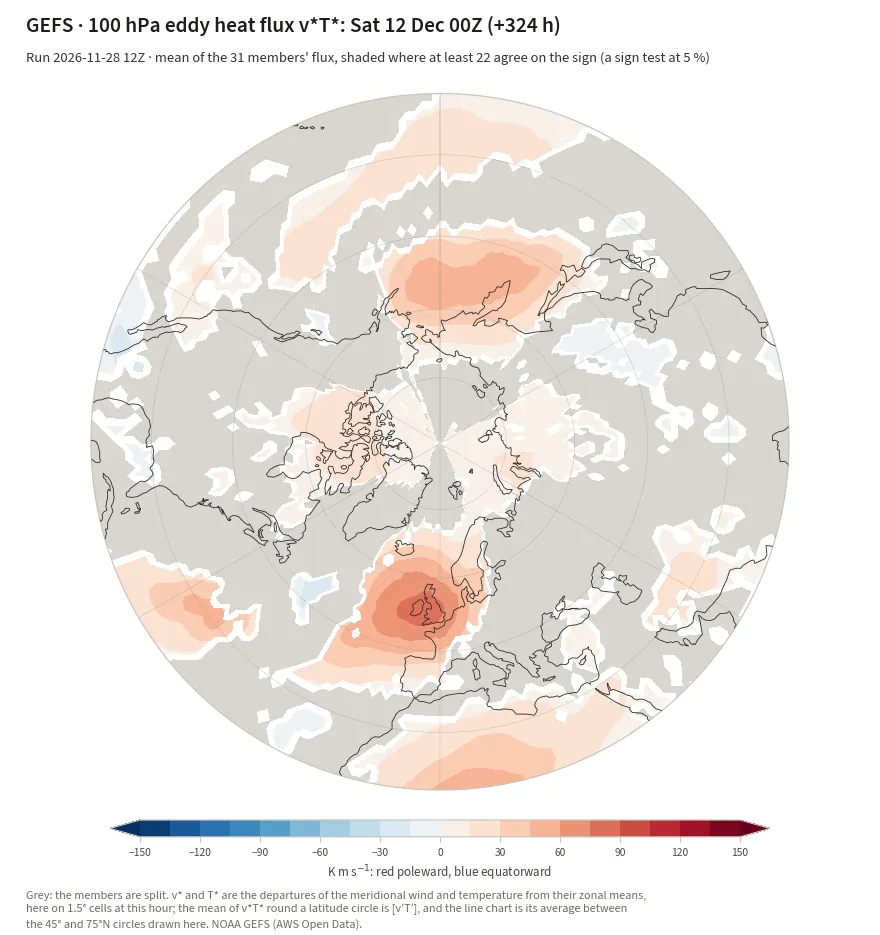 GEFS · 100 hPa eddy heat flux v*T*: Sat 12 Dec 00Z (+324 h)
Run 2026-11-28 12Z · mean of the 31 members' flux, shaded where at least 22 agree on the sign (a sign test at 5 %)
−150 −120 −90 −60 −30 0 30 60 90 120 150
K m s⁻¹: red poleward, blue equatorward
Grey: the members are split. v* and T* are the departures of the meridional wind and temperature from their zonal means,
here on 1.5° cells at this hour; the mean of v*T* round a latitude circle is [v'T'], and the line chart is its average between
the 45° and 75°N circles drawn here. NOAA GEFS (AWS Open Data).